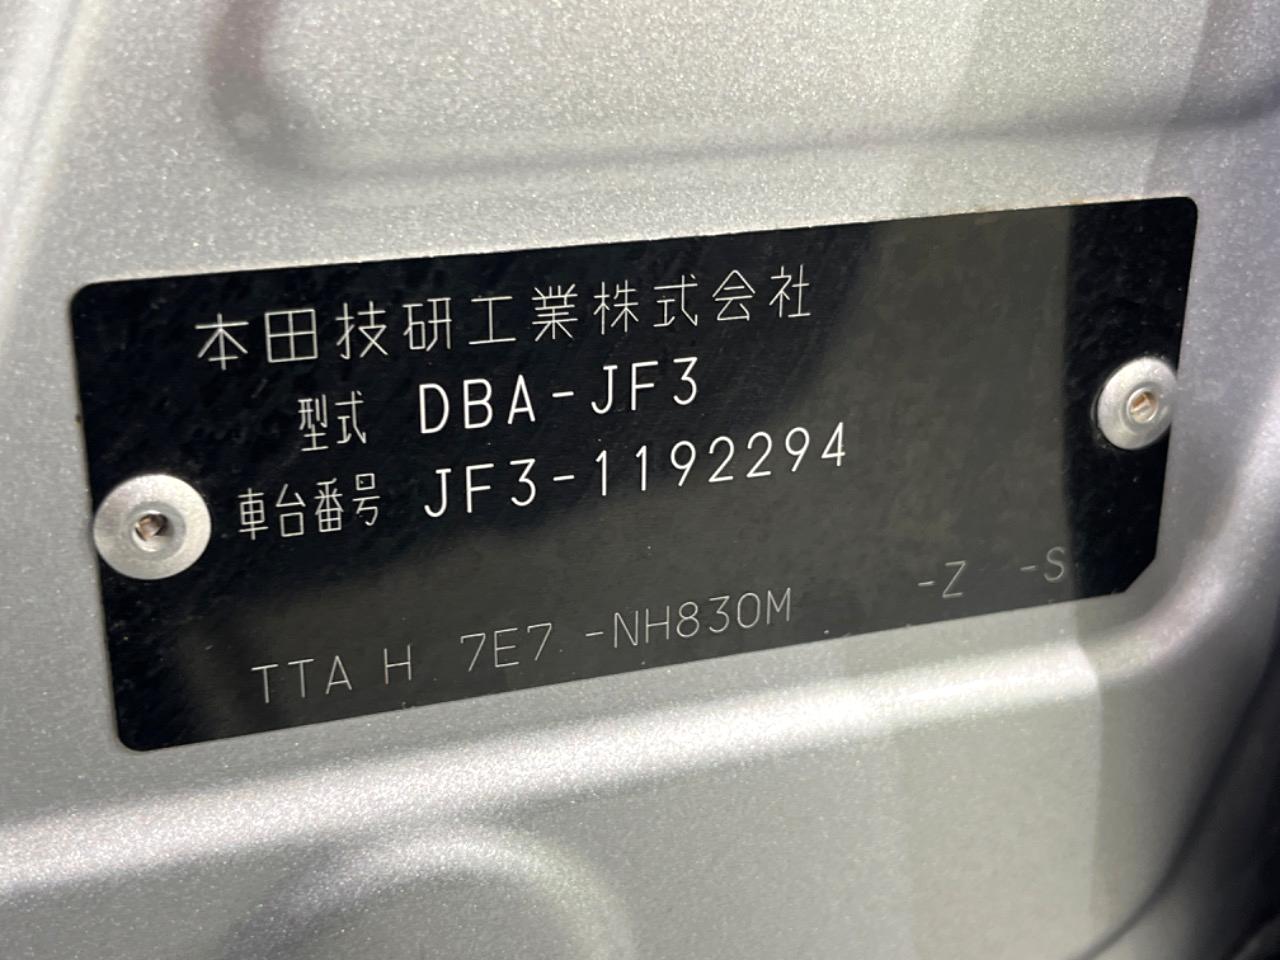 本田技研工業株式会社
型式 DBA-JF3
車台番号 JF3-1192294
TTA H 7E7 -NH830M -Z -S